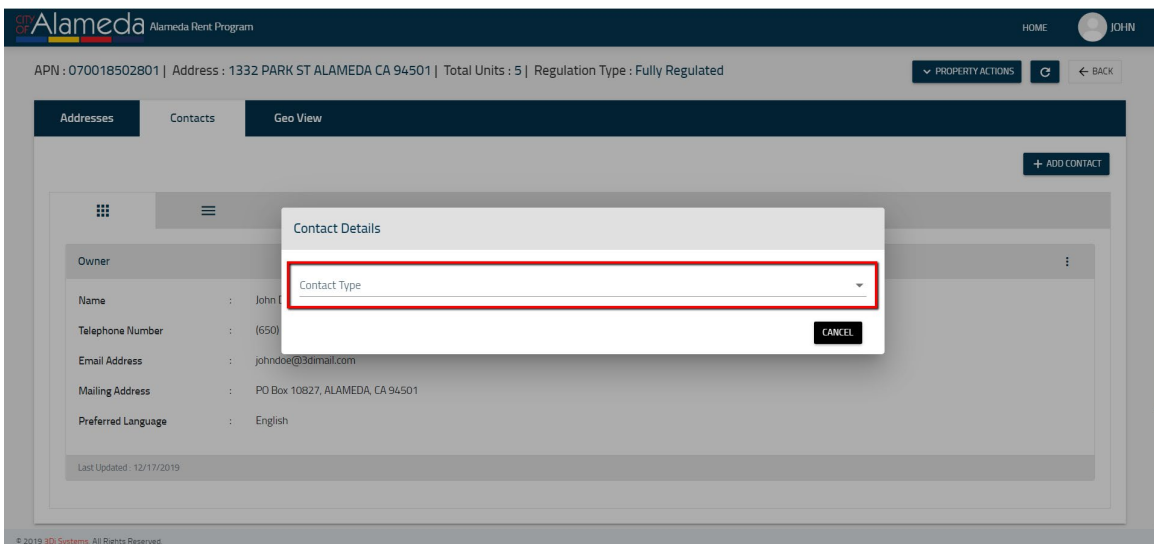 CITY OF Alameda Alameda Rent Program HOME JOHN
APN : 070018502801 | Address : 1332 PARK ST ALAMEDA CA 94501 | Total Units : 5 | Regulation Type : Fully Regulated PROPERTY ACTIONS BACK
Addresses Contacts Geo View
+ ADD CONTACT
Contact Details
Owner
Contact Type
Name : John
Telephone Number : (650)
CANCEL
Email Address : johndoe@3dimail.com
Mailing Address : PO Box 10827, ALAMEDA, CA 94501
Preferred Language : English
Last Updated : 12/17/2019
© 2019 3Di Systems. All Rights Reserved.